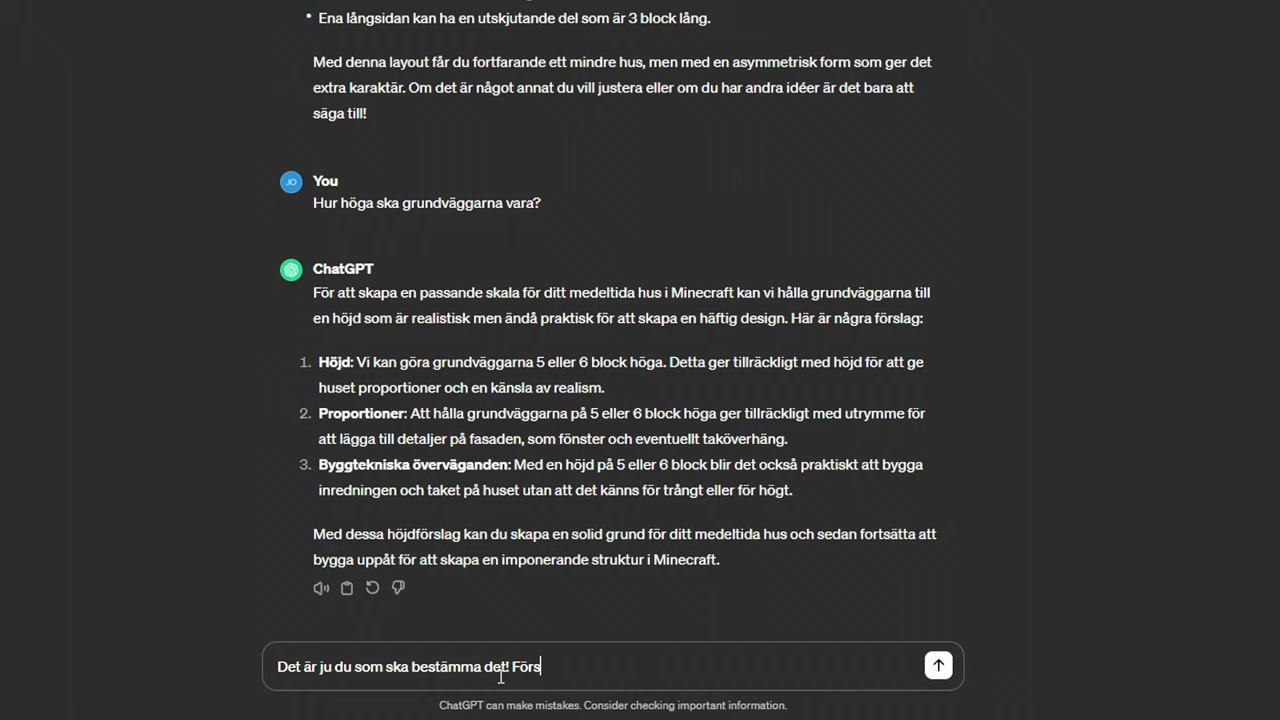 • Ena långsidan kan ha en utskjutande del som är 3 block lång.
Med denna layout får du fortfarande ett mindre hus, men med en asymmetrisk form som ger det
extra karaktär. Om det är något annat du vill justera eller om du har andra idéer är det bara att
säga till!
JO
You
Hur höga ska grundväggarna vara?
ChatGPT
För att skapa en passande skala för ditt medeltida hus i Minecraft kan vi hålla grundväggarna till
en höjd som är realistisk men ändå praktisk för att skapa en häftig design. Här är några förslag:
1. Höjd: Vi kan göra grundväggarna 5 eller 6 block höga. Detta ger tillräckligt med höjd för att ge
huset proportioner och en känsla av realism.
2. Proportioner: Att hålla grundväggarna på 5 eller 6 block höga ger tillräckligt med utrymme för
att lägga till detaljer på fasaden, som fönster och eventuellt taköverhäng.
3. Byggtekniska överväganden: Med en höjd på 5 eller 6 block blir det också praktiskt att bygga
inredningen och taket på huset utan att det känns för trångt eller för högt.
Med dessa höjdförslag kan du skapa en solid grund för ditt medeltida hus och sedan fortsätta att
bygga uppåt för att skapa en imponerande struktur i Minecraft.
Det är ju du som ska bestämma det! Förs
ChatGPT can make mistakes. Consider checking important information.